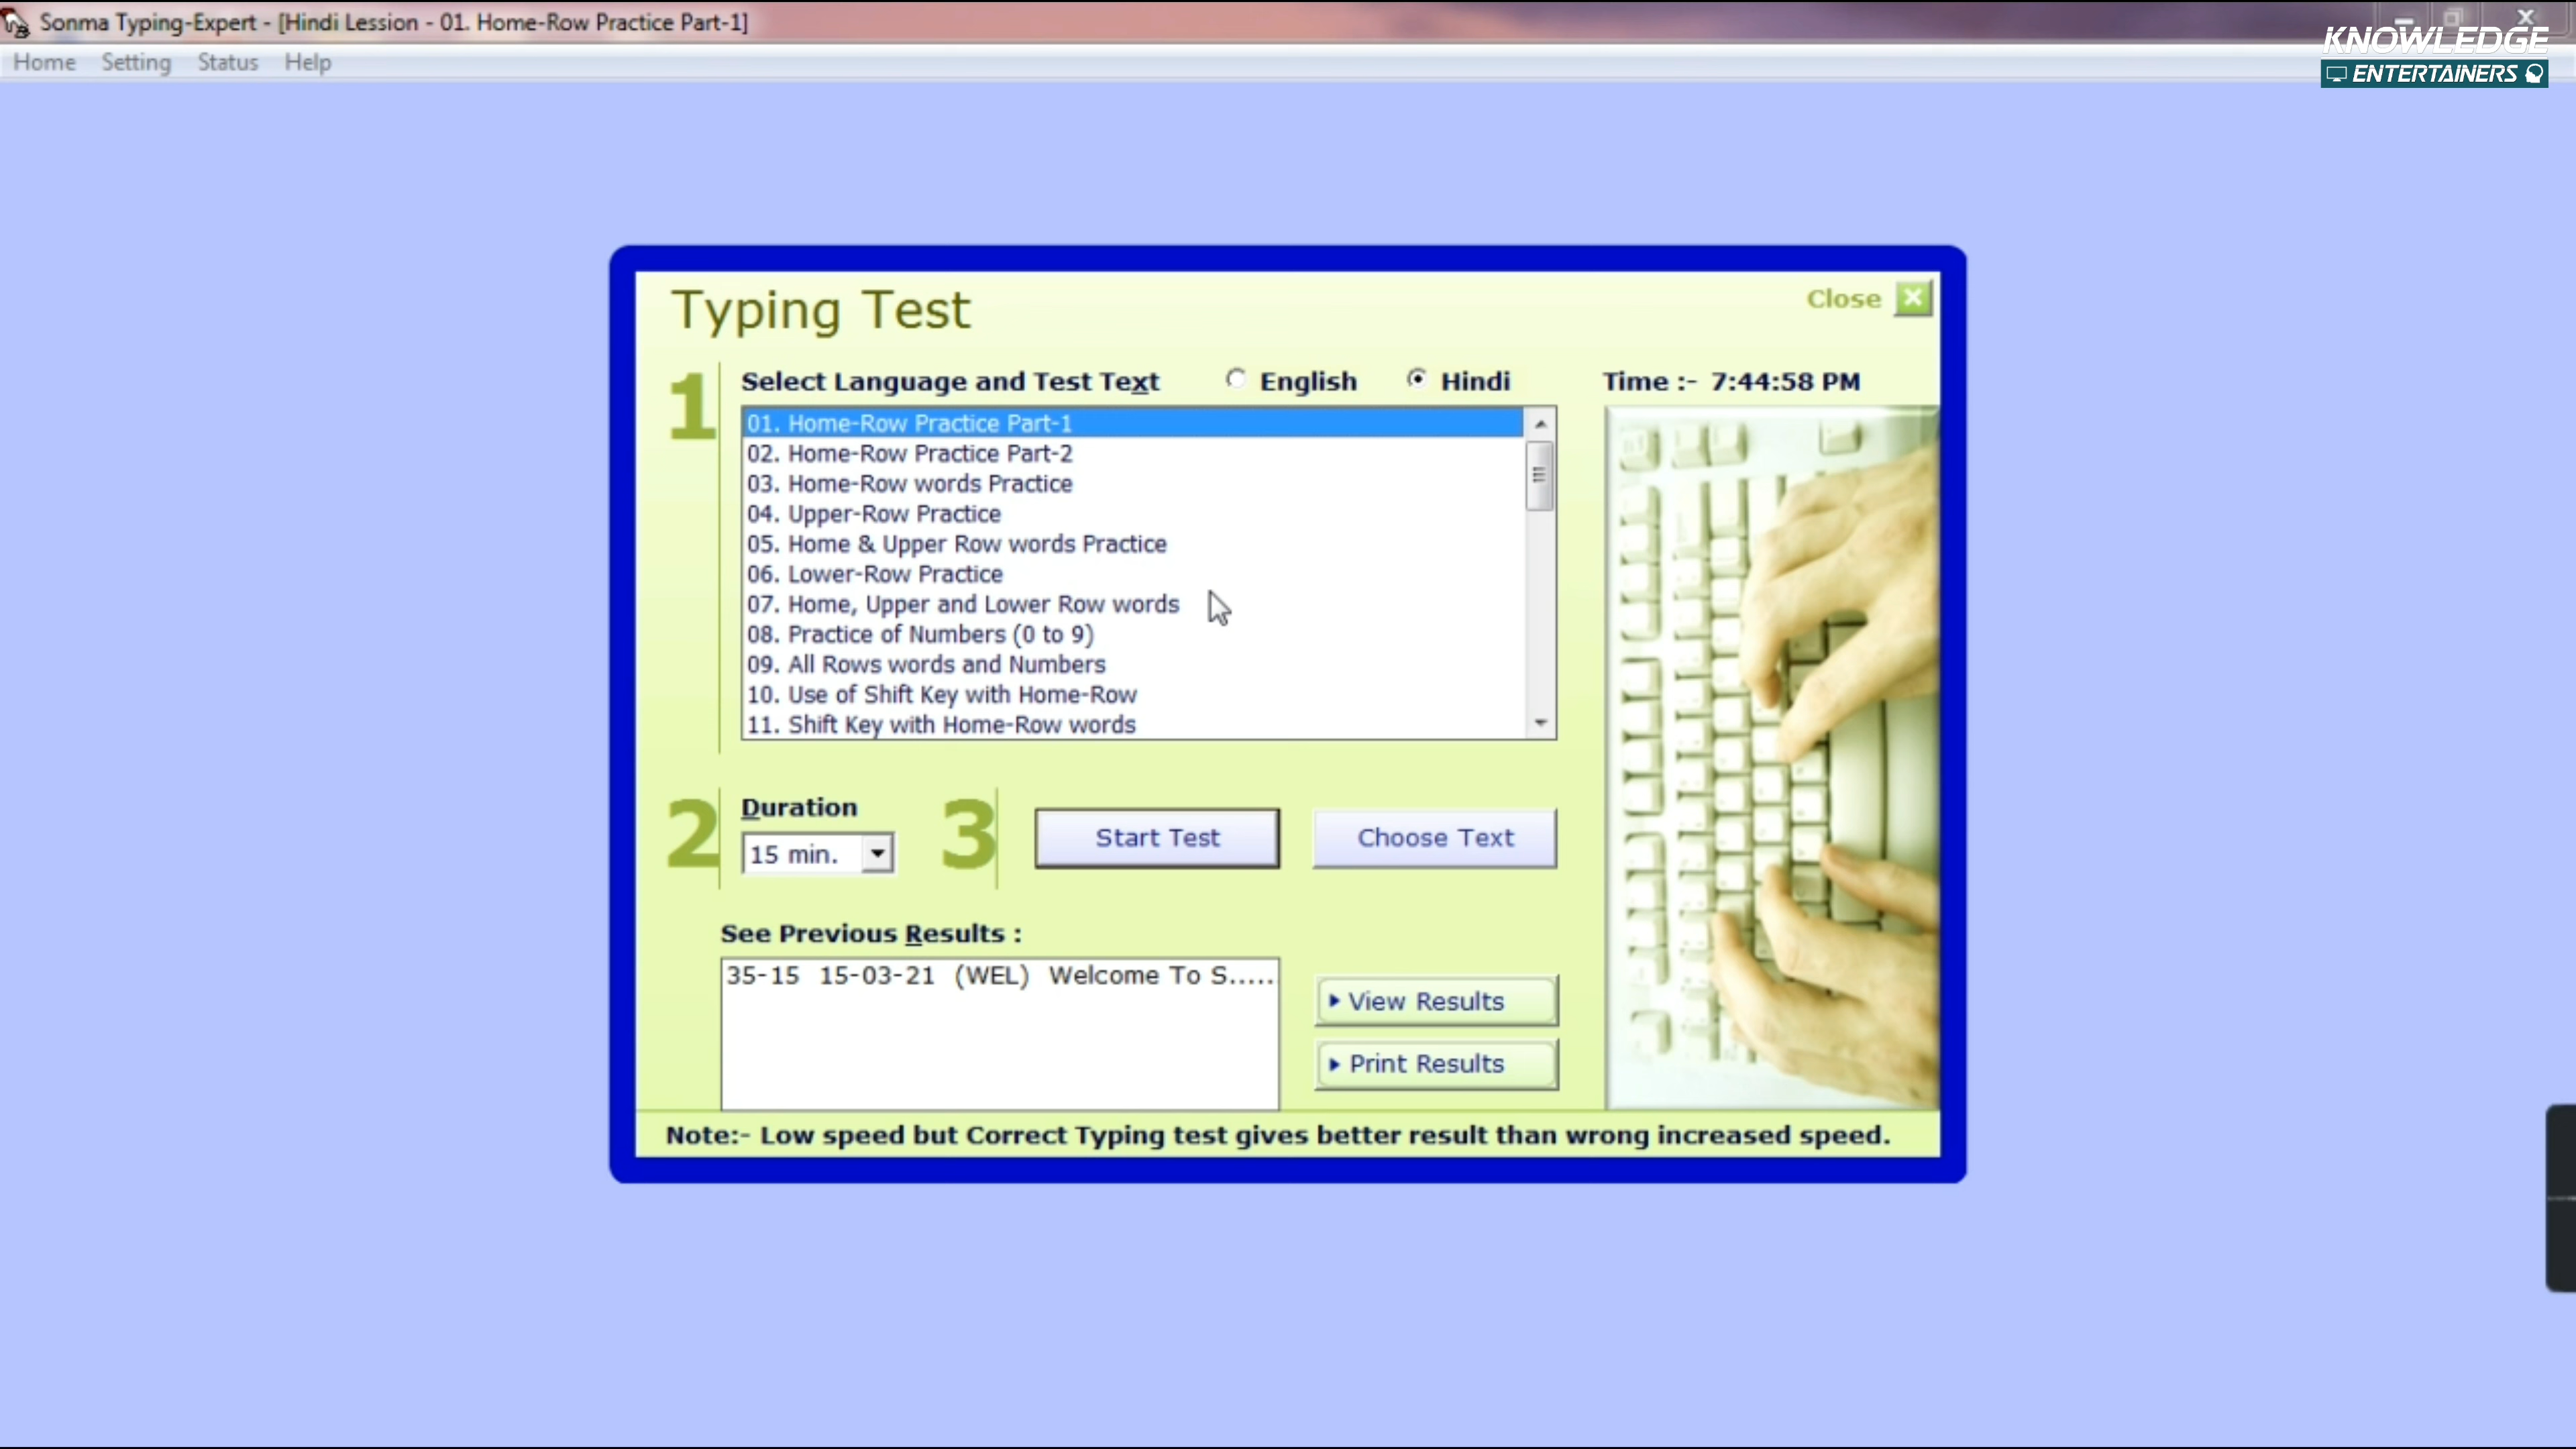 Sonma Typing-Expert - [Hindi Lession - 01. Home-Row Practice Part-1]
KNOWLEDGE
ENTERTAINERS
Home Setting Status Help
Typing Test
Close
1
Select Language and Test Text English Hindi Time :- 7:44:58 PM
01. Home-Row Practice Part-1
02. Home-Row Practice Part-2
03. Home-Row words Practice
04. Upper-Row Practice
05. Home & Upper Row words Practice
06. Lower-Row Practice
07. Home, Upper and Lower Row words
08. Practice of Numbers (0 to 9)
09. All Rows words and Numbers
10. Use of Shift Key with Home-Row
11. Shift Key with Home-Row words
2
Duration
15 min.
3
Start Test
Choose Text
See Previous Results :
35-15 15-03-21 (WEL) Welcome To S.....
View Results
Print Results
Note:- Low speed but Correct Typing test gives better result than wrong increased speed.